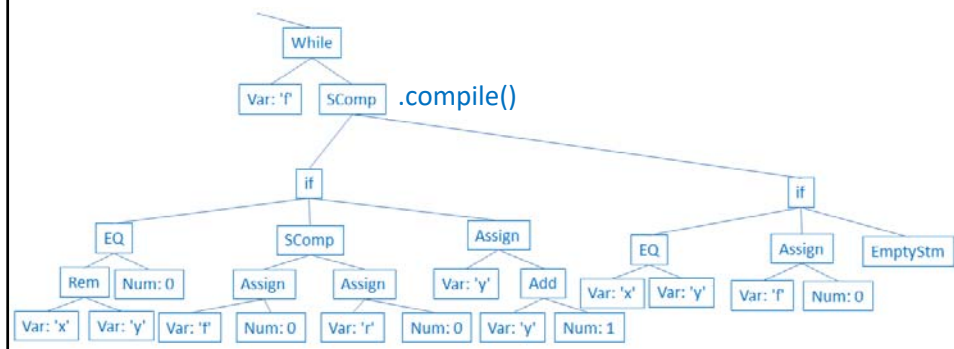 While
Var: 'f' SComp .compile()
if if
EQ SComp Assign EQ Assign EmptyStm
Rem Num: 0 Assign Assign Var: 'y' Add Var: 'x' Var: 'y' Var: 'f' Num: 0
Var: 'x' Var: 'y' Var: 'f' Num: 0 Var: 'r' Num: 0 Var: 'y' Num: 1